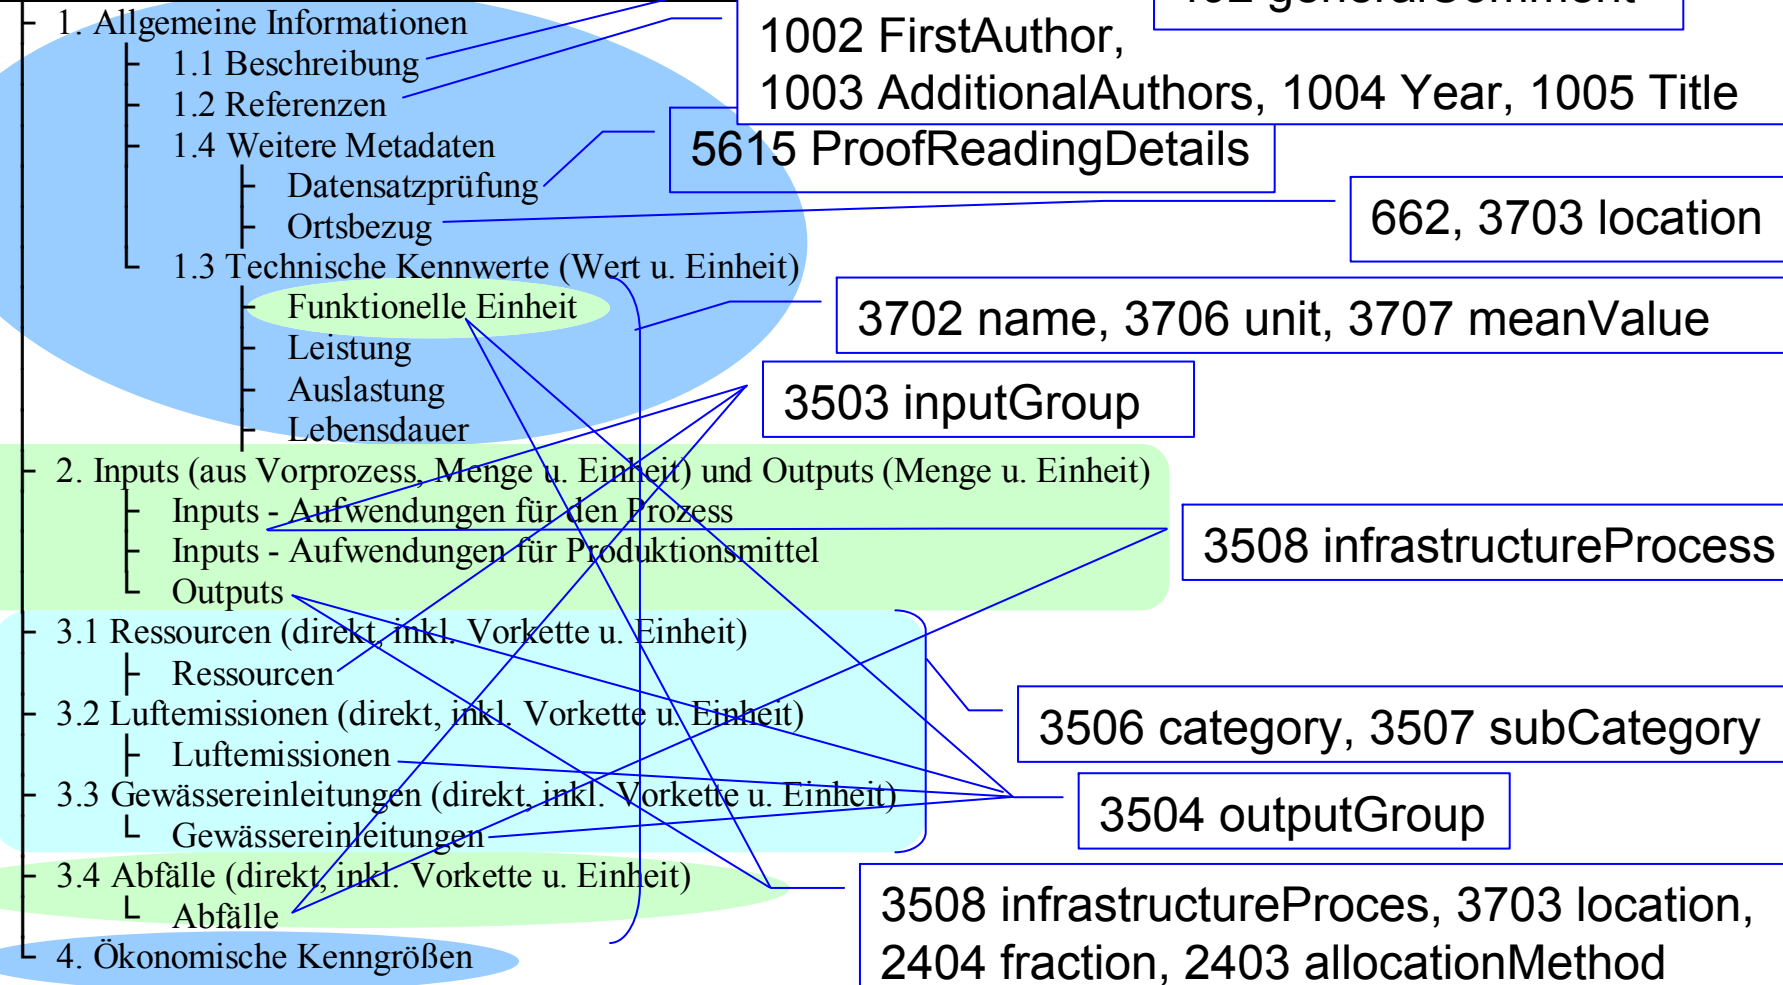 1. Allgemeine Informationen
1.1 Beschreibung
1.2 Referenzen
1.4 Weitere Metadaten
Datensatzprüfung
Ortsbezug
1.3 Technische Kennwerte (Wert u. Einheit)
Funktionelle Einheit
Leistung
Auslastung
Lebensdauer
2. Inputs (aus Vorprozess, Menge u. Einheit) und Outputs (Menge u. Einheit)
Inputs - Aufwendungen für den Prozess
Inputs - Aufwendungen für Produktionsmittel
Outputs
3.1 Ressourcen (direkt, inkl. Vorkette u. Einheit)
Ressourcen
3.2 Luftemissionen (direkt, inkl. Vorkette u. Einheit)
Luftemissionen
3.3 Gewässereinleitungen (direkt, inkl. Vorkette u. Einheit)
Gewässereinleitungen
3.4 Abfälle (direkt, inkl. Vorkette u. Einheit)
Abfälle
4. Ökonomische Kenngrößen
generalComment
1002 FirstAuthor,
1003 AdditionalAuthors, 1004 Year, 1005 Title
5615 ProofReadingDetails
662, 3703 location
3702 name, 3706 unit, 3707 meanValue
3503 inputGroup
3508 infrastructureProcess
3506 category, 3507 subCategory
3504 outputGroup
3508 infrastructureProces, 3703 location,
2404 fraction, 2403 allocationMethod